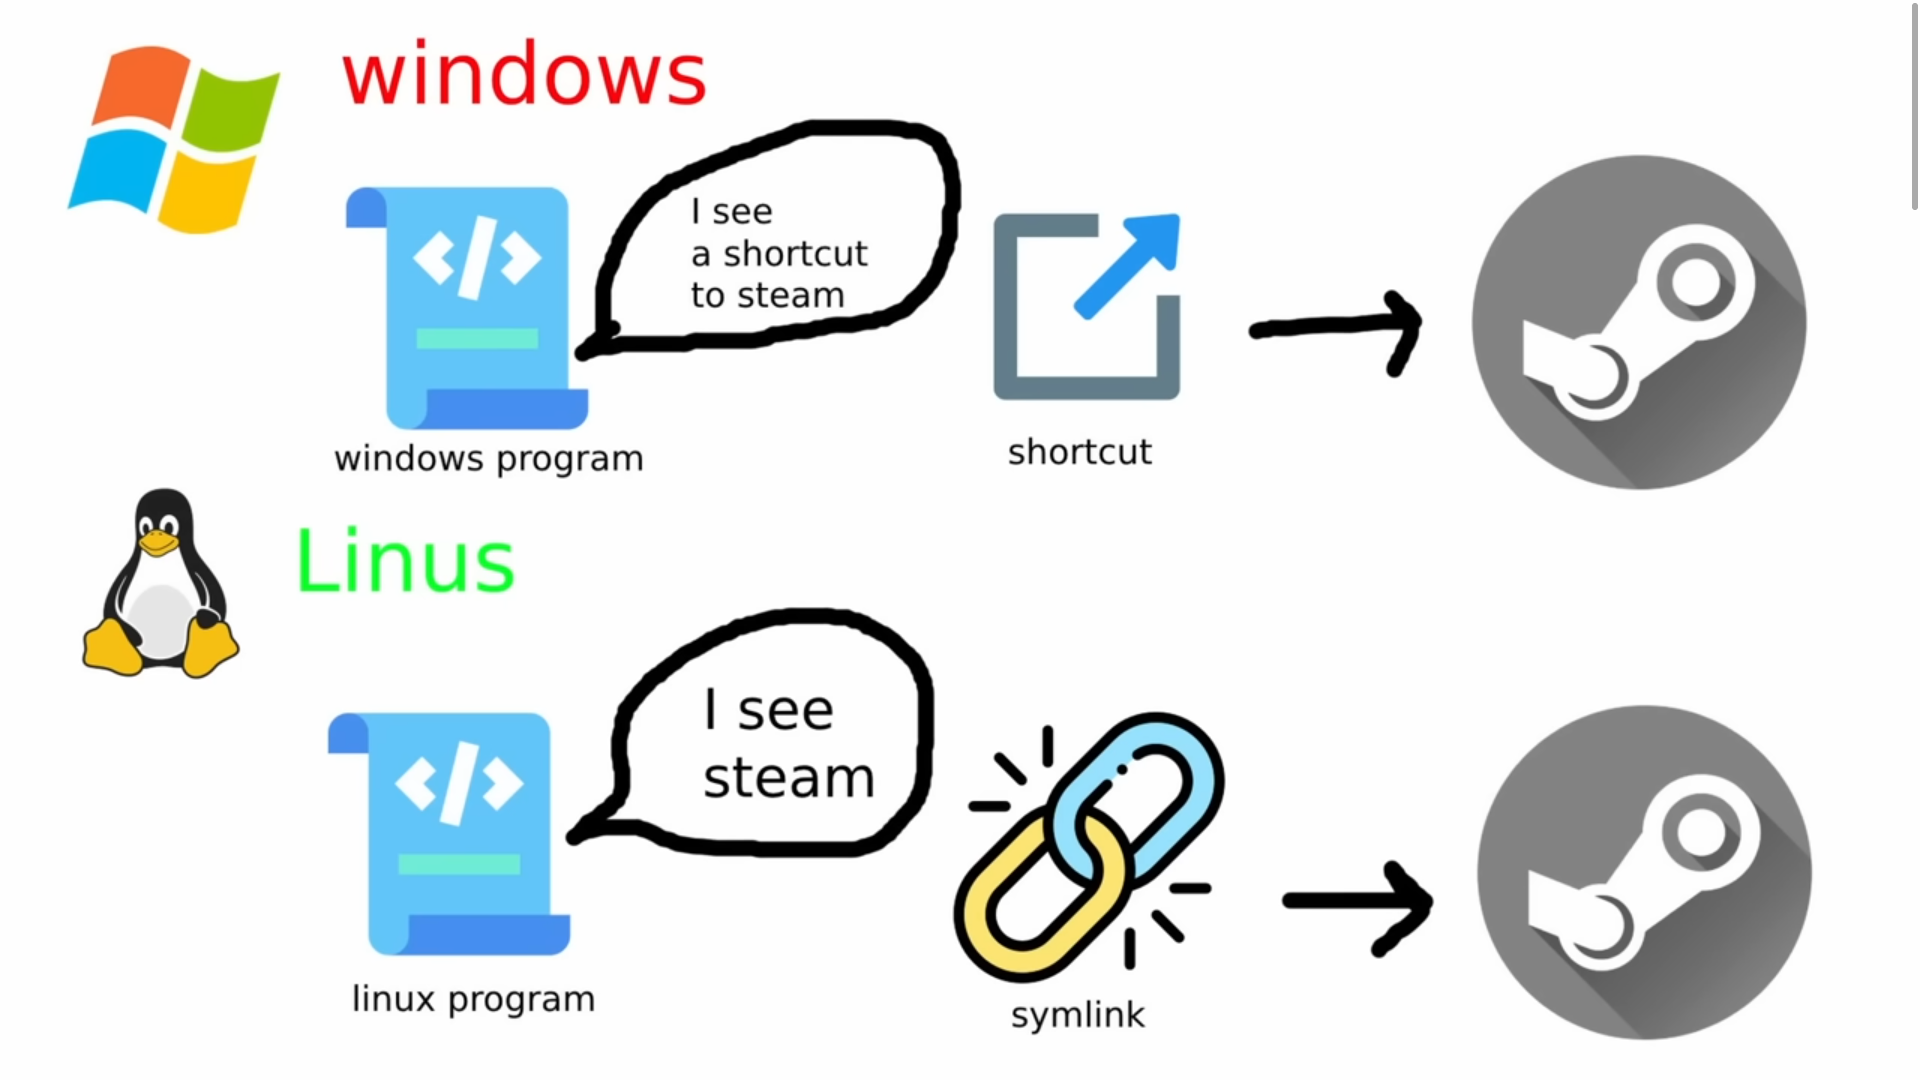 windows
I see
a shortcut
to steam
windows program
shortcut
Linus
I see
steam
linux program
symlink